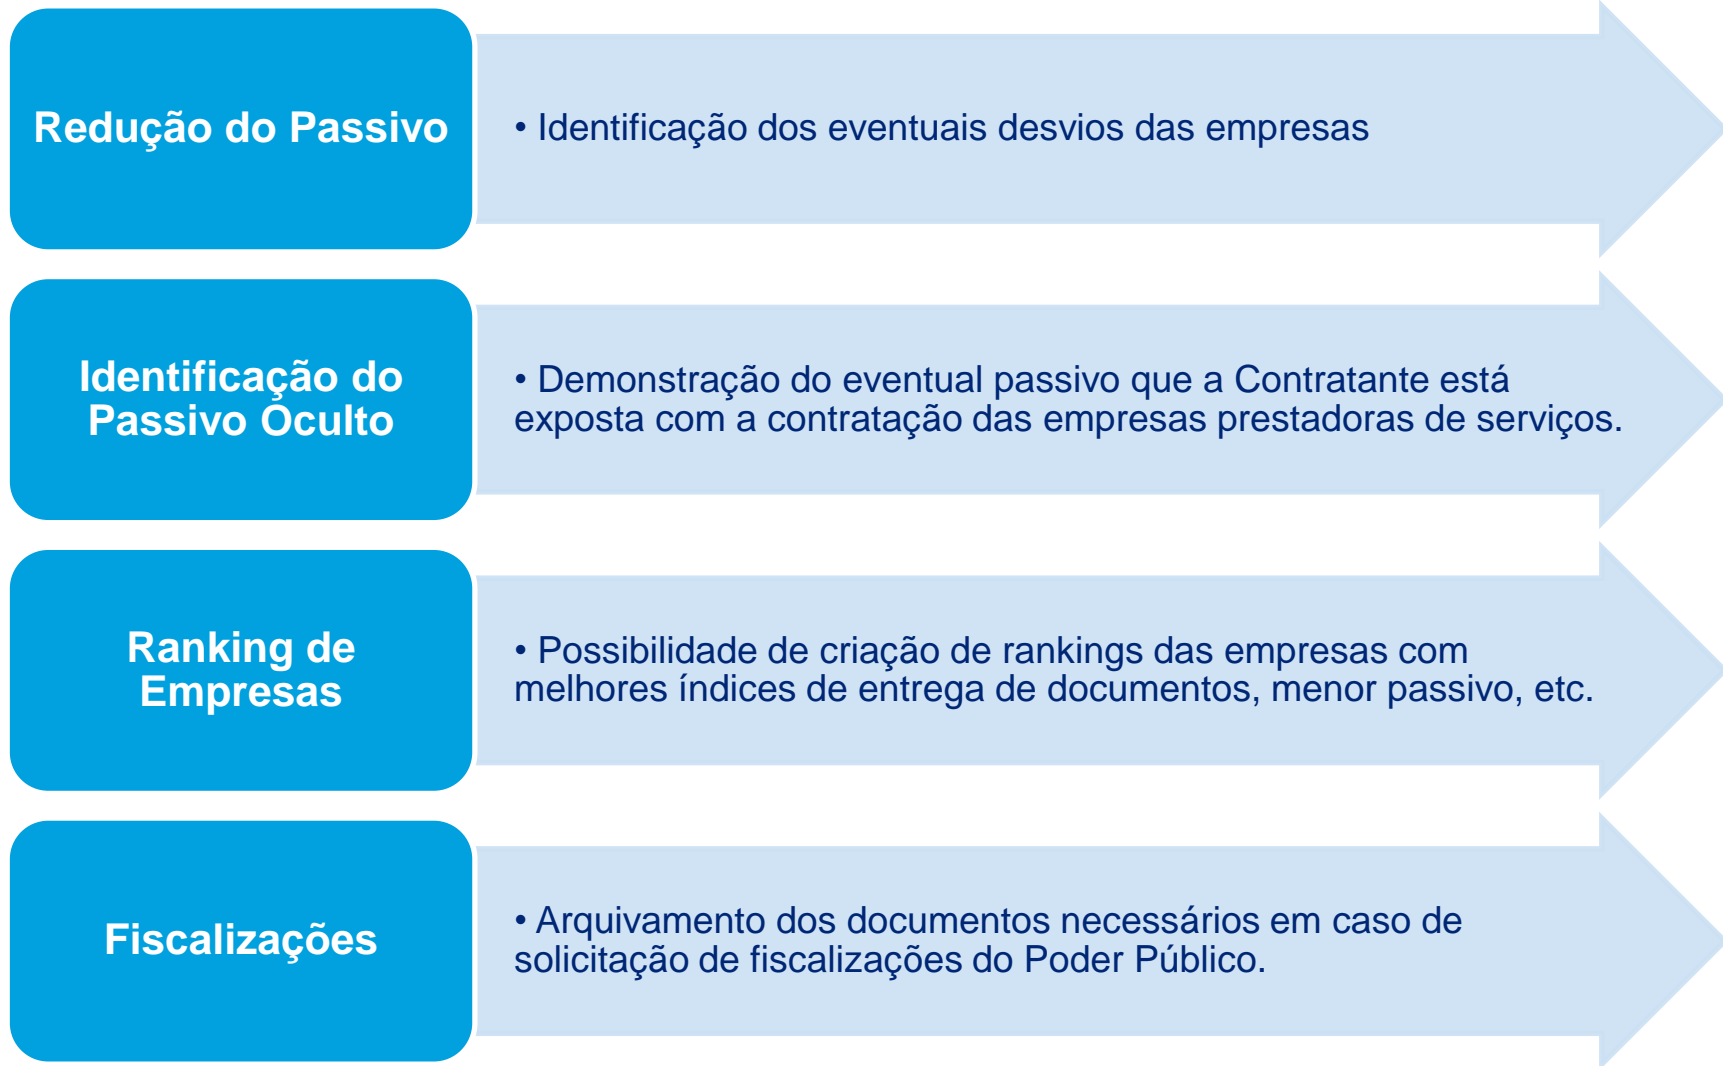 Redução do Passivo
• Identificação dos eventuais desvios das empresas
Identificação do
Passivo Oculto
• Demonstração do eventual passivo que a Contratante está
exposta com a contratação das empresas prestadoras de serviços.
Ranking de
Empresas
• Possibilidade de criação de rankings das empresas com
melhores índices de entrega de documentos, menor passivo, etc.
Fiscalizações
• Arquivamento dos documentos necessários em caso de
solicitação de fiscalizações do Poder Público.